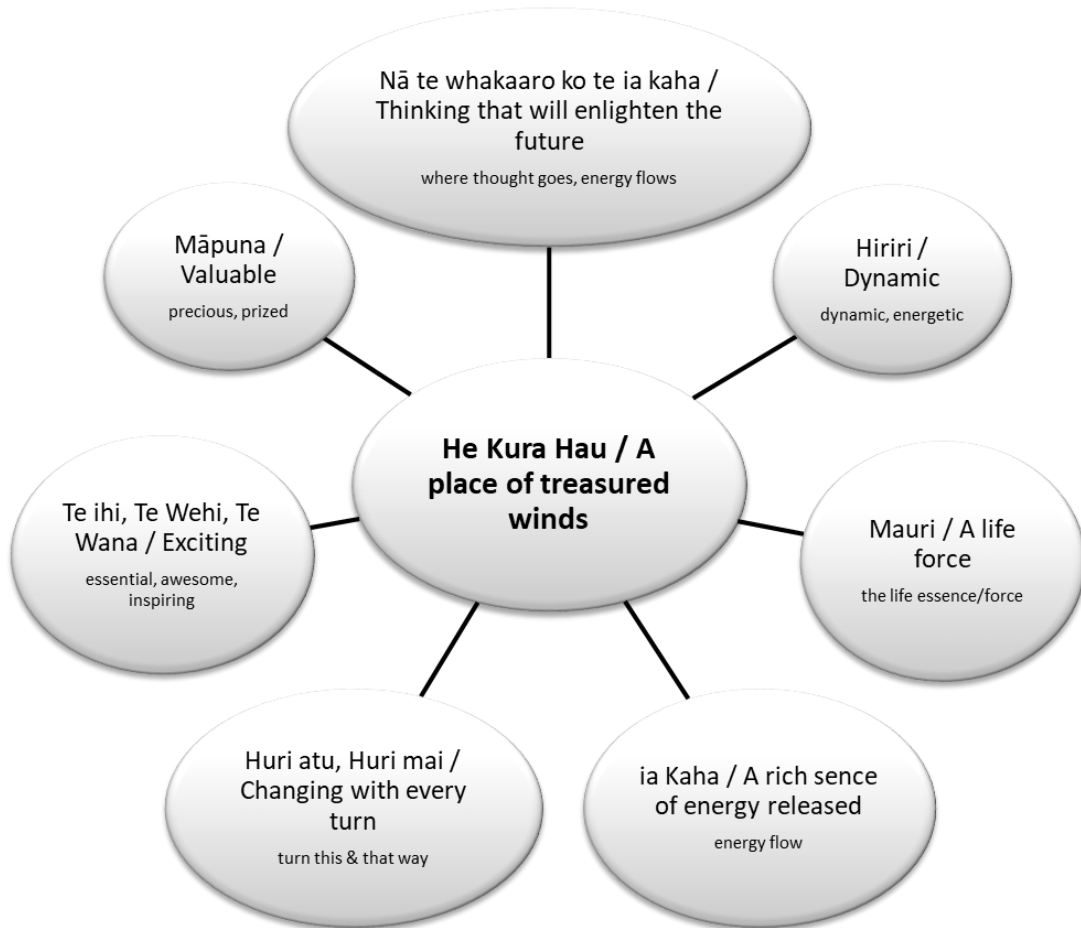 Nā te whakaaro ko te ia kaha /
Thinking that will enlighten the
future
where thought goes, energy flows
Māpuna /
Valuable
precious, prized
Hiriri /
Dynamic
dynamic, energetic
He Kura Hau / A
place of treasured
winds
Te ihi, Te Wehi, Te
Wana / Exciting
essential, awesome,
inspiring
Mauri / A life
force
the life essence/force
Huri atu, Huri mai /
Changing with every
turn
turn this & that way
ia Kaha / A rich sence
of energy released
energy flow